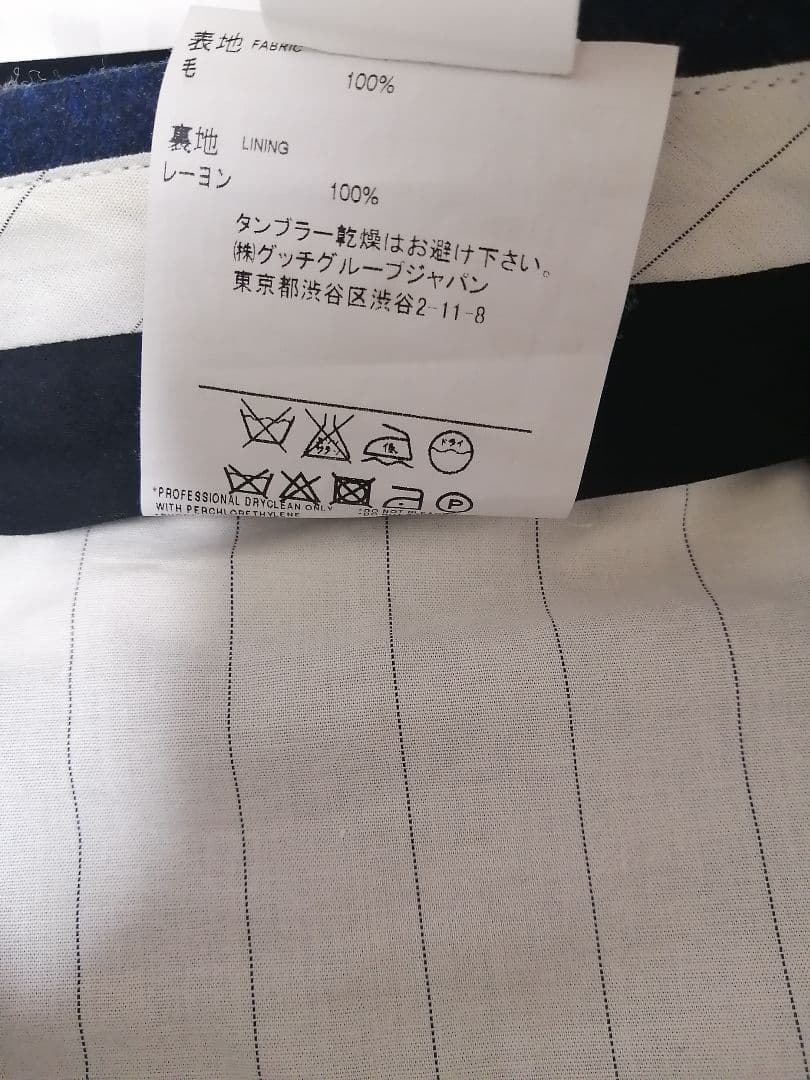 表地 FABRIC
毛 100%
裏地 LINING
レーヨン 100%
タンブラー乾燥はお避け下さい。
㈱グッチグループジャパン
東京都渋谷区渋谷2-11-8
低 ドライ
P
*PROFESSIONAL DRYCLEAN ONLY
WITH PERCHLORETHYLENE